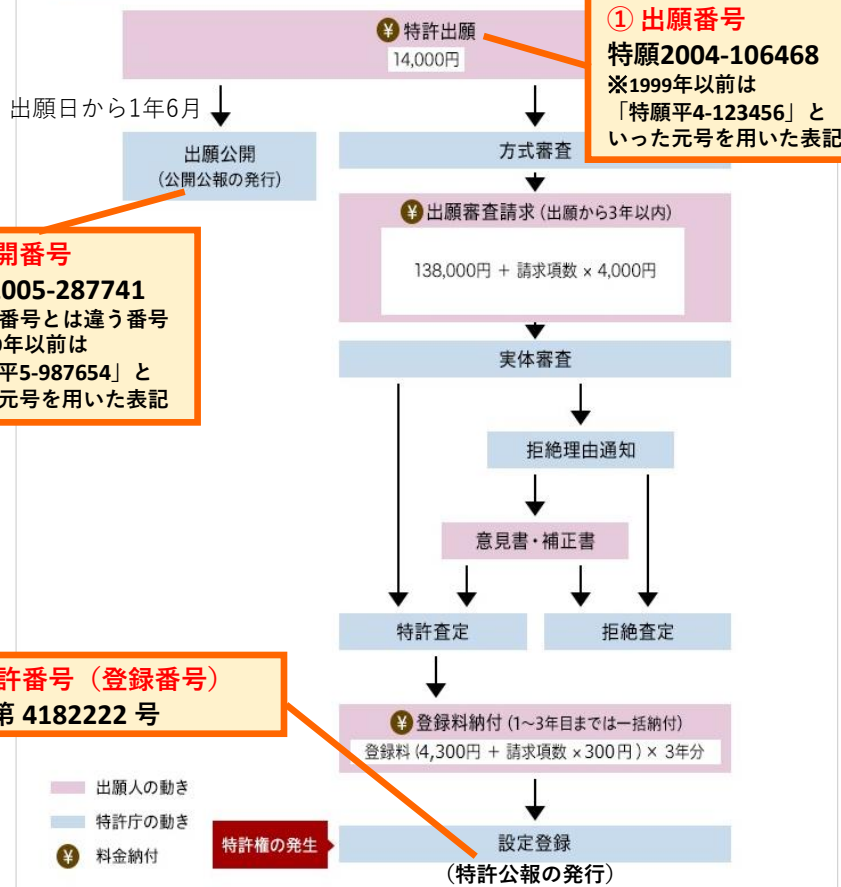 ¥ 特許出願
14,000円
① 出願番号
特願2004-106468
※1999年以前は
「特願平4-123456」と
いった元号を用いた表記
出願日から1年6月
出願公開
(公開公報の発行)
方式審査
¥ 出願審査請求 (出願から3年以内)
138,000円 + 請求項数 × 4,000円
開番号
005-287741
番号とは違う番号
年以前は
平5-987654」と
元号を用いた表記
実体審査
拒絶理由通知
意見書・補正書
特許査定
拒絶査定
許番号（登録番号）
第 4182222 号
¥ 登録料納付 (1~3年目までは一括納付)
登録料 (4,300円 + 請求項数 ×300円 ) × 3年分
出願人の動き
特許庁の動き
¥ 料金納付
特許権の発生
設定登録
(特許公報の発行)